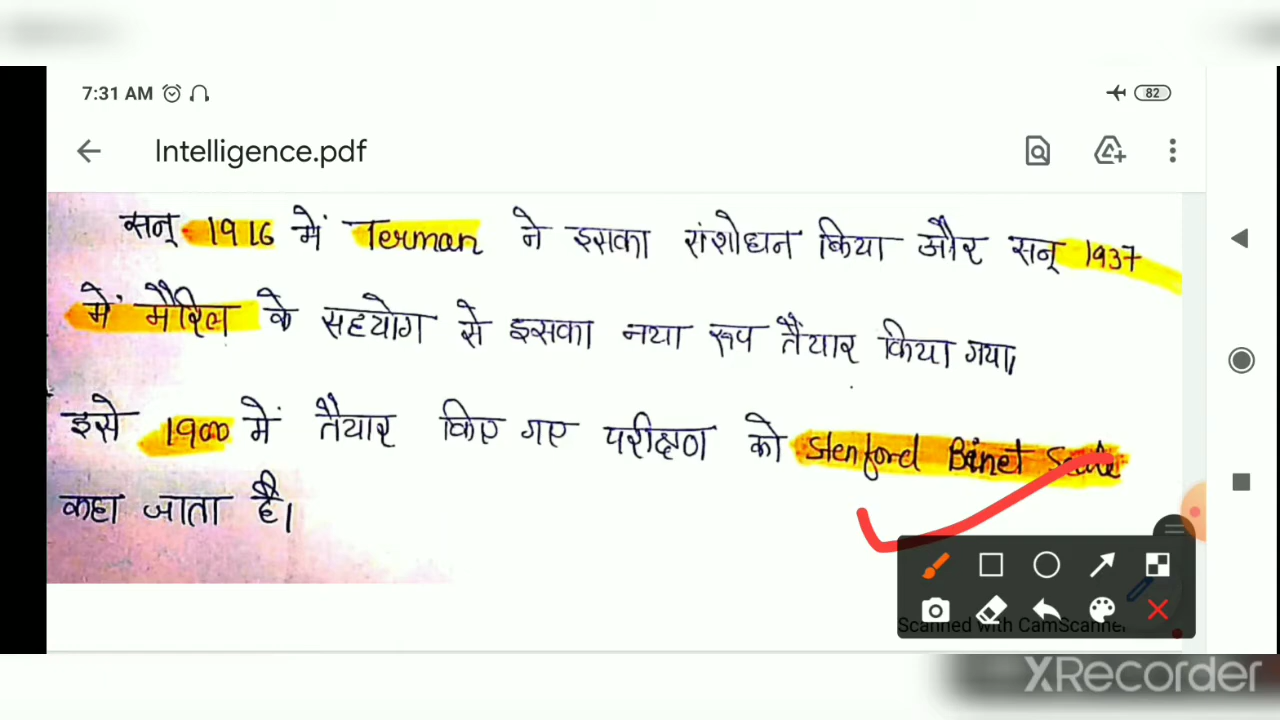 7:31 AM
82
Intelligence.pdf
सन् 1916 में Terman ने इसका संशोधन किया और सन् 1937
में मैरिल के सहयोग से इसका नया रूप तैयार किया गया।
इसे 1900 में तैयार किए गए परीक्षण को Stenford Binet Scale
कहा जाता है।
Scanned with CamScanner
XRecorder